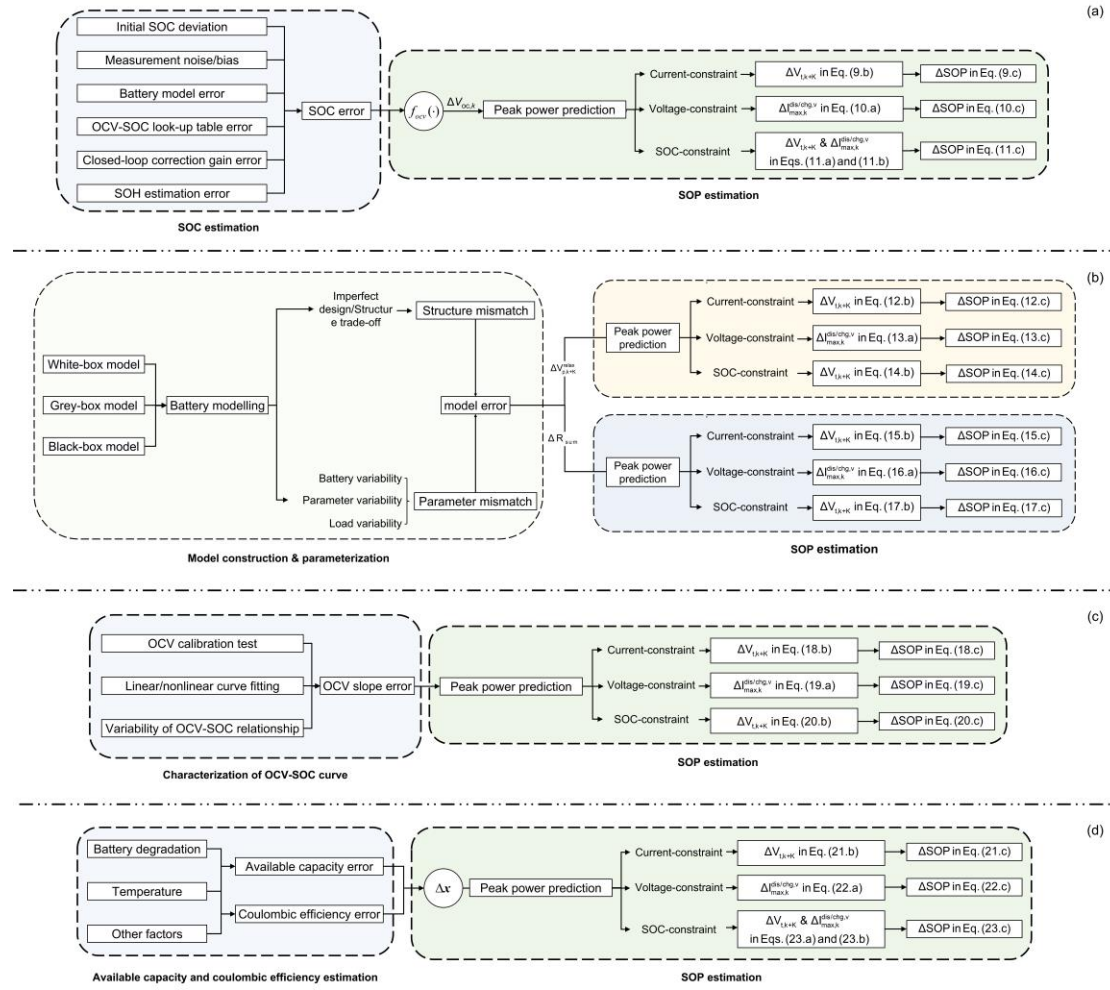 (a)
Initial SOC deviation
Measurement noise/bias
Battery model error
OCV-SOC look-up table error
Closed-loop correction gain error
SOH estimation error
SOC error
SOC estimation
f_ocv(·)
ΔV_oc,k
Peak power prediction
Current-constraint
ΔV_t,k+K in Eq. (9.b)
ΔSOP in Eq. (9.c)
Voltage-constraint
ΔI_max,k^dis/chg,v in Eq. (10.a)
ΔSOP in Eq. (10.c)
SOC-constraint
ΔV_t,k+K & ΔI_max,k^dis/chg,v
in Eqs. (11.a) and (11.b)
ΔSOP in Eq. (11.c)
SOP estimation
(b)
White-box model
Grey-box model
Black-box model
Battery modelling
Imperfect
design/Structur
e trade-off
Structure mismatch
model error
Battery variability
Parameter variability
Load variability
Parameter mismatch
Model construction & parameterization
ΔR_sum
Peak power
prediction
Current-constraint
ΔV_t,k+K in Eq. (12.b)
ΔSOP in Eq. (12.c)
Voltage-constraint
ΔI_max,k^dis/chg,v in Eq. (13.a)
ΔSOP in Eq. (13.c)
SOC-constraint
ΔV_t,k+K in Eq. (14.b)
ΔSOP in Eq. (14.c)
Peak power
prediction
Current-constraint
ΔV_t,k+K in Eq. (15.b)
ΔSOP in Eq. (15.c)
Voltage-constraint
ΔI_max,k^dis/chg,v in Eq. (16.a)
ΔSOP in Eq. (16.c)
SOC-constraint
ΔV_t,k+K in Eq. (17.b)
ΔSOP in Eq. (17.c)
SOP estimation
(c)
OCV calibration test
Linear/nonlinear curve fitting
Variability of OCV-SOC relationship
OCV slope error
Characterization of OCV-SOC curve
Peak power prediction
Current-constraint
ΔV_t,k+K in Eq. (18.b)
ΔSOP in Eq. (18.c)
Voltage-constraint
ΔI_max,k^dis/chg,v in Eq. (19.a)
ΔSOP in Eq. (19.c)
SOC-constraint
ΔV_t,k+K in Eq. (20.b)
ΔSOP in Eq. (20.c)
SOP estimation
(d)
Battery degradation
Temperature
Other factors
Available capacity error
Coulombic efficiency error
Available capacity and coulombic efficiency estimation
Δx
Peak power prediction
Current-constraint
ΔV_t,k+K in Eq. (21.b)
ΔSOP in Eq. (21.c)
Voltage-constraint
ΔI_max,k^dis/chg,v in Eq. (22.a)
ΔSOP in Eq. (22.c)
SOC-constraint
ΔV_t,k+K & ΔI_max,k^dis/chg,v
in Eqs. (23.a) and (23.b)
ΔSOP in Eq. (23.c)
SOP estimation